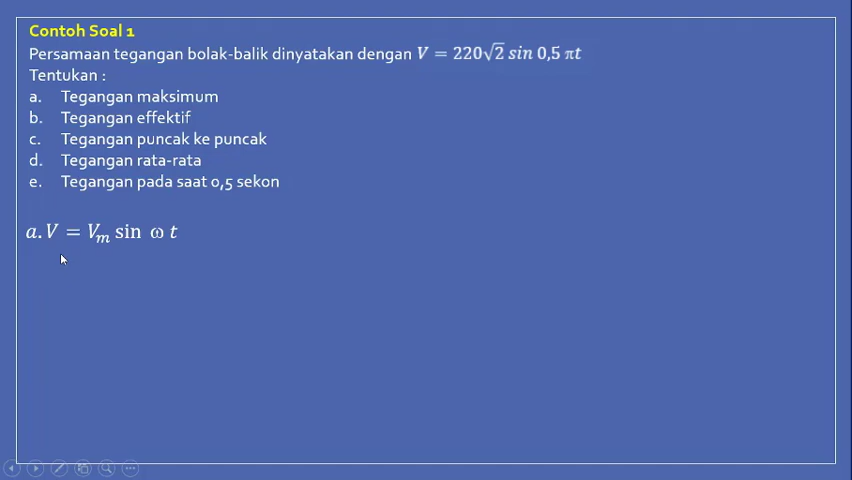 Contoh Soal 1
Persamaan tegangan bolak-balik dinyatakan dengan V = 220√2 sin 0,5 πt
Tentukan :
a. Tegangan maksimum
b. Tegangan effektif
c. Tegangan puncak ke puncak
d. Tegangan rata-rata
e. Tegangan pada saat 0,5 sekon
a. V = Vₘ sin ω t